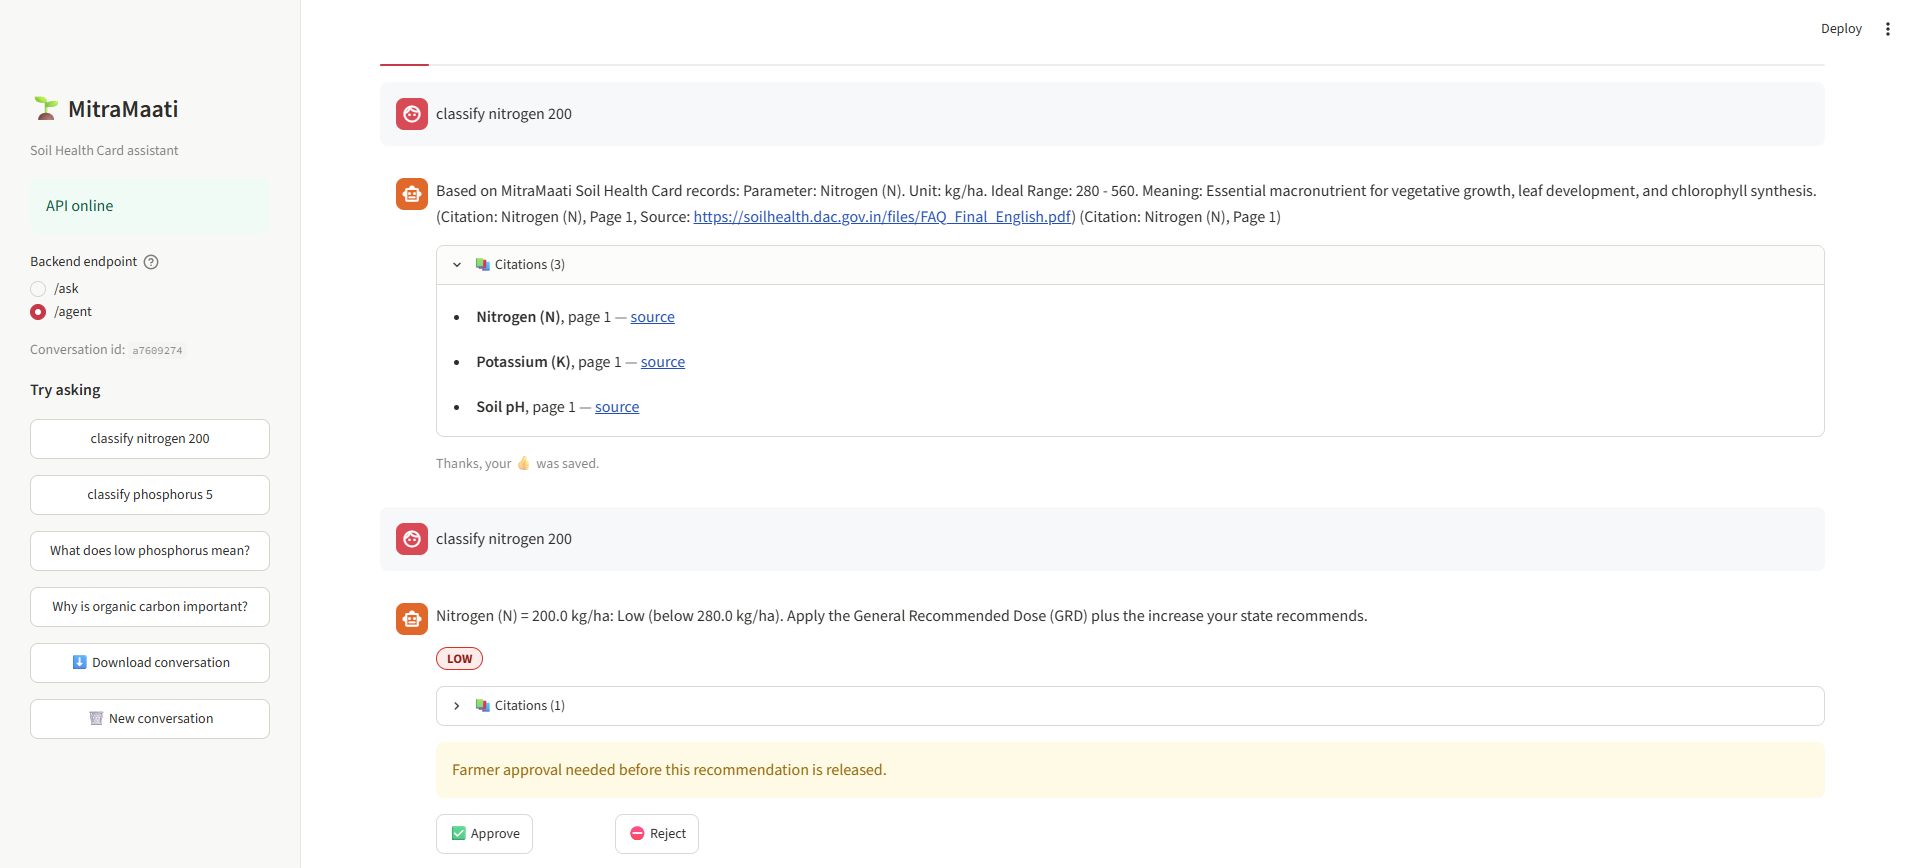 Deploy
MitraMaati
Soil Health Card assistant
API online
Backend endpoint
/ask
/agent
Conversation id: a7609274
Try asking
classify nitrogen 200
classify phosphorus 5
What does low phosphorus mean?
Why is organic carbon important?
Download conversation
New conversation
classify nitrogen 200
Based on MitraMaati Soil Health Card records: Parameter: Nitrogen (N). Unit: kg/ha. Ideal Range: 280 - 560. Meaning: Essential macronutrient for vegetative growth, leaf development, and chlorophyll synthesis.
(Citation: Nitrogen (N), Page 1, Source: https://soilhealth.dac.gov.in/files/FAQ_Final_English.pdf) (Citation: Nitrogen (N), Page 1)
Citations (3)
Nitrogen (N), page 1 — source
Potassium (K), page 1 — source
Soil pH, page 1 — source
Thanks, your 👍 was saved.
classify nitrogen 200
Nitrogen (N) = 200.0 kg/ha: Low (below 280.0 kg/ha). Apply the General Recommended Dose (GRD) plus the increase your state recommends.
LOW
Citations (1)
Farmer approval needed before this recommendation is released.
Approve
Reject